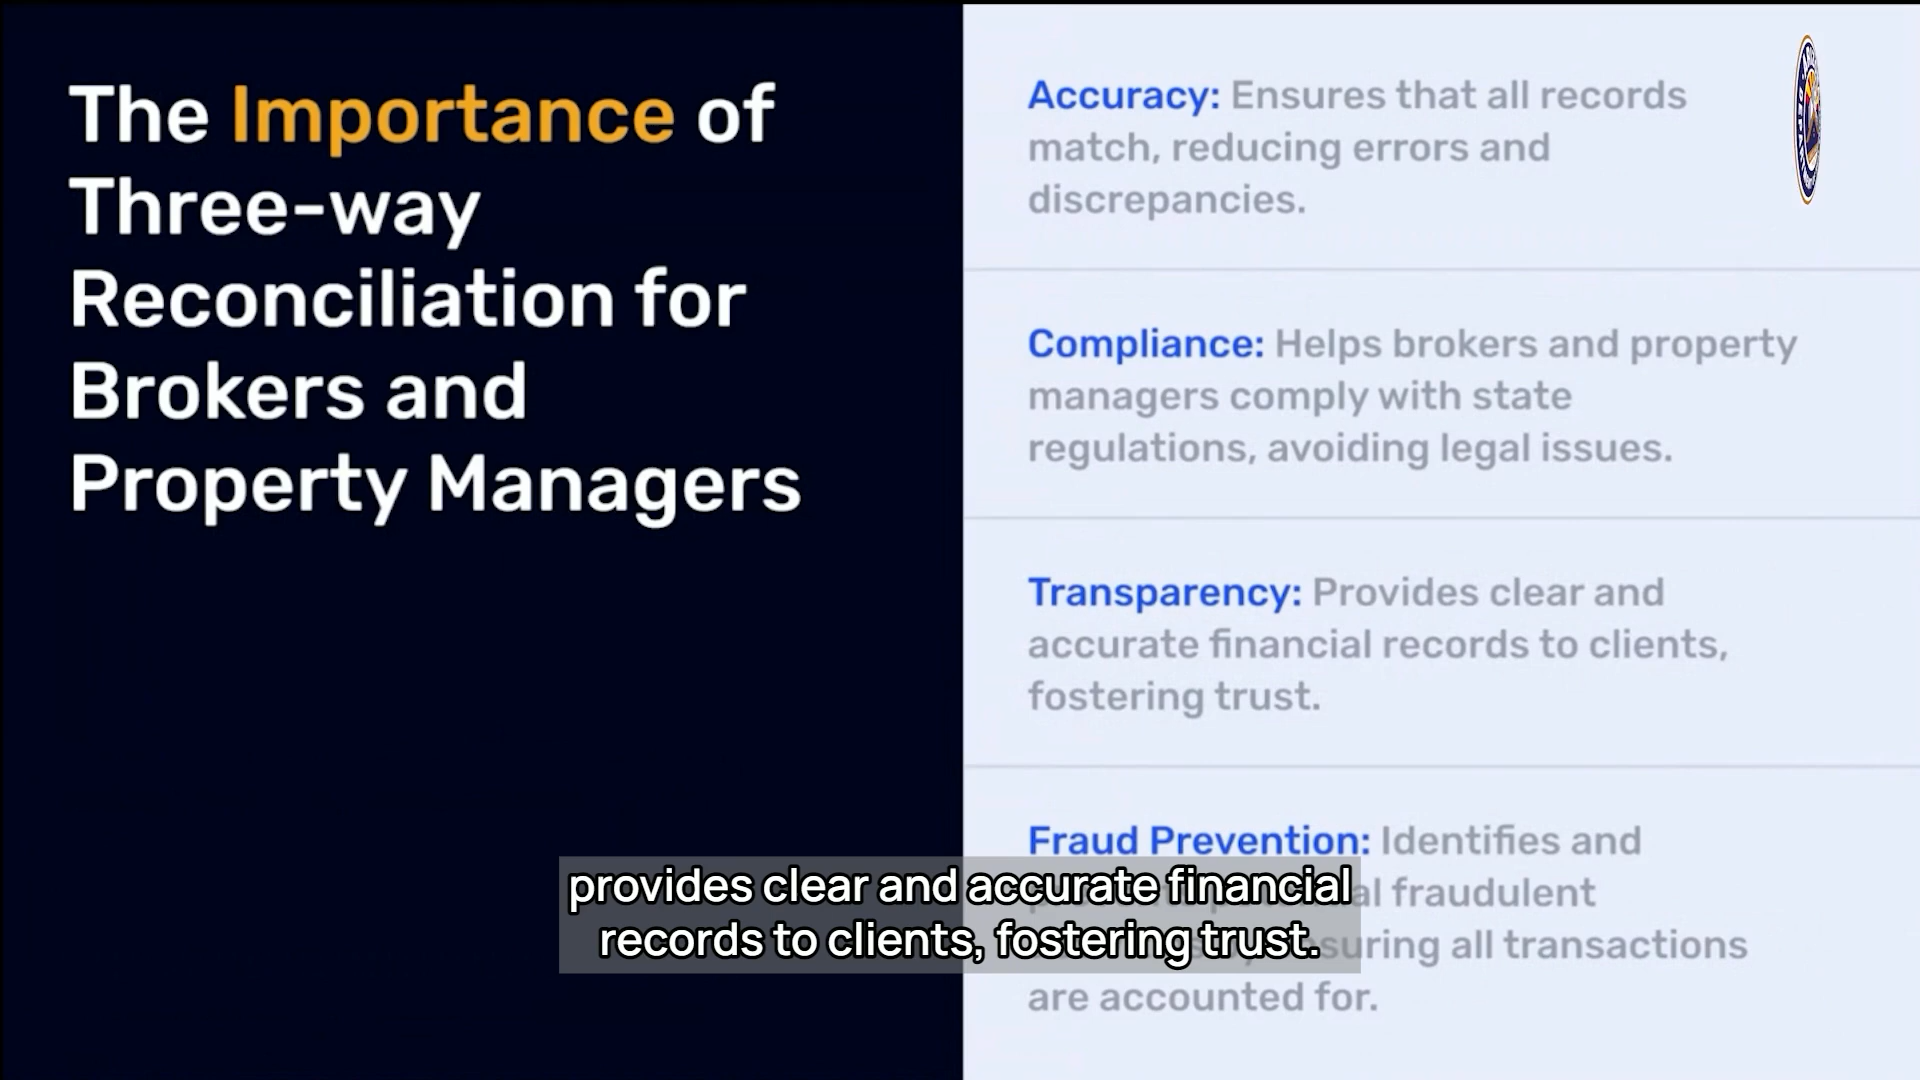 The Importance of
Three-way
Reconciliation for
Brokers and
Property Managers
Accuracy: Ensures that all records
match, reducing errors and
discrepancies.
Compliance: Helps brokers and property
managers comply with state
regulations, avoiding legal issues.
Transparency: Provides clear and
accurate financial records to clients,
fostering trust.
Fraud Prevention: Identifies and
fraudulent
all transactions
are accounted for.
provides clear and accurate financial
records to clients, fostering trust.